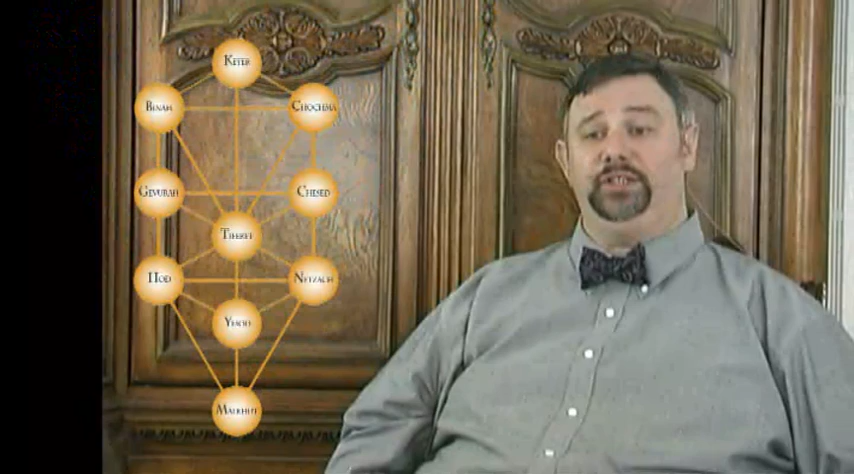 Keter
Binah
Chochma
Gevurah
Chesed
Tiferet
Hod
Netzach
Yesod
Malkhut